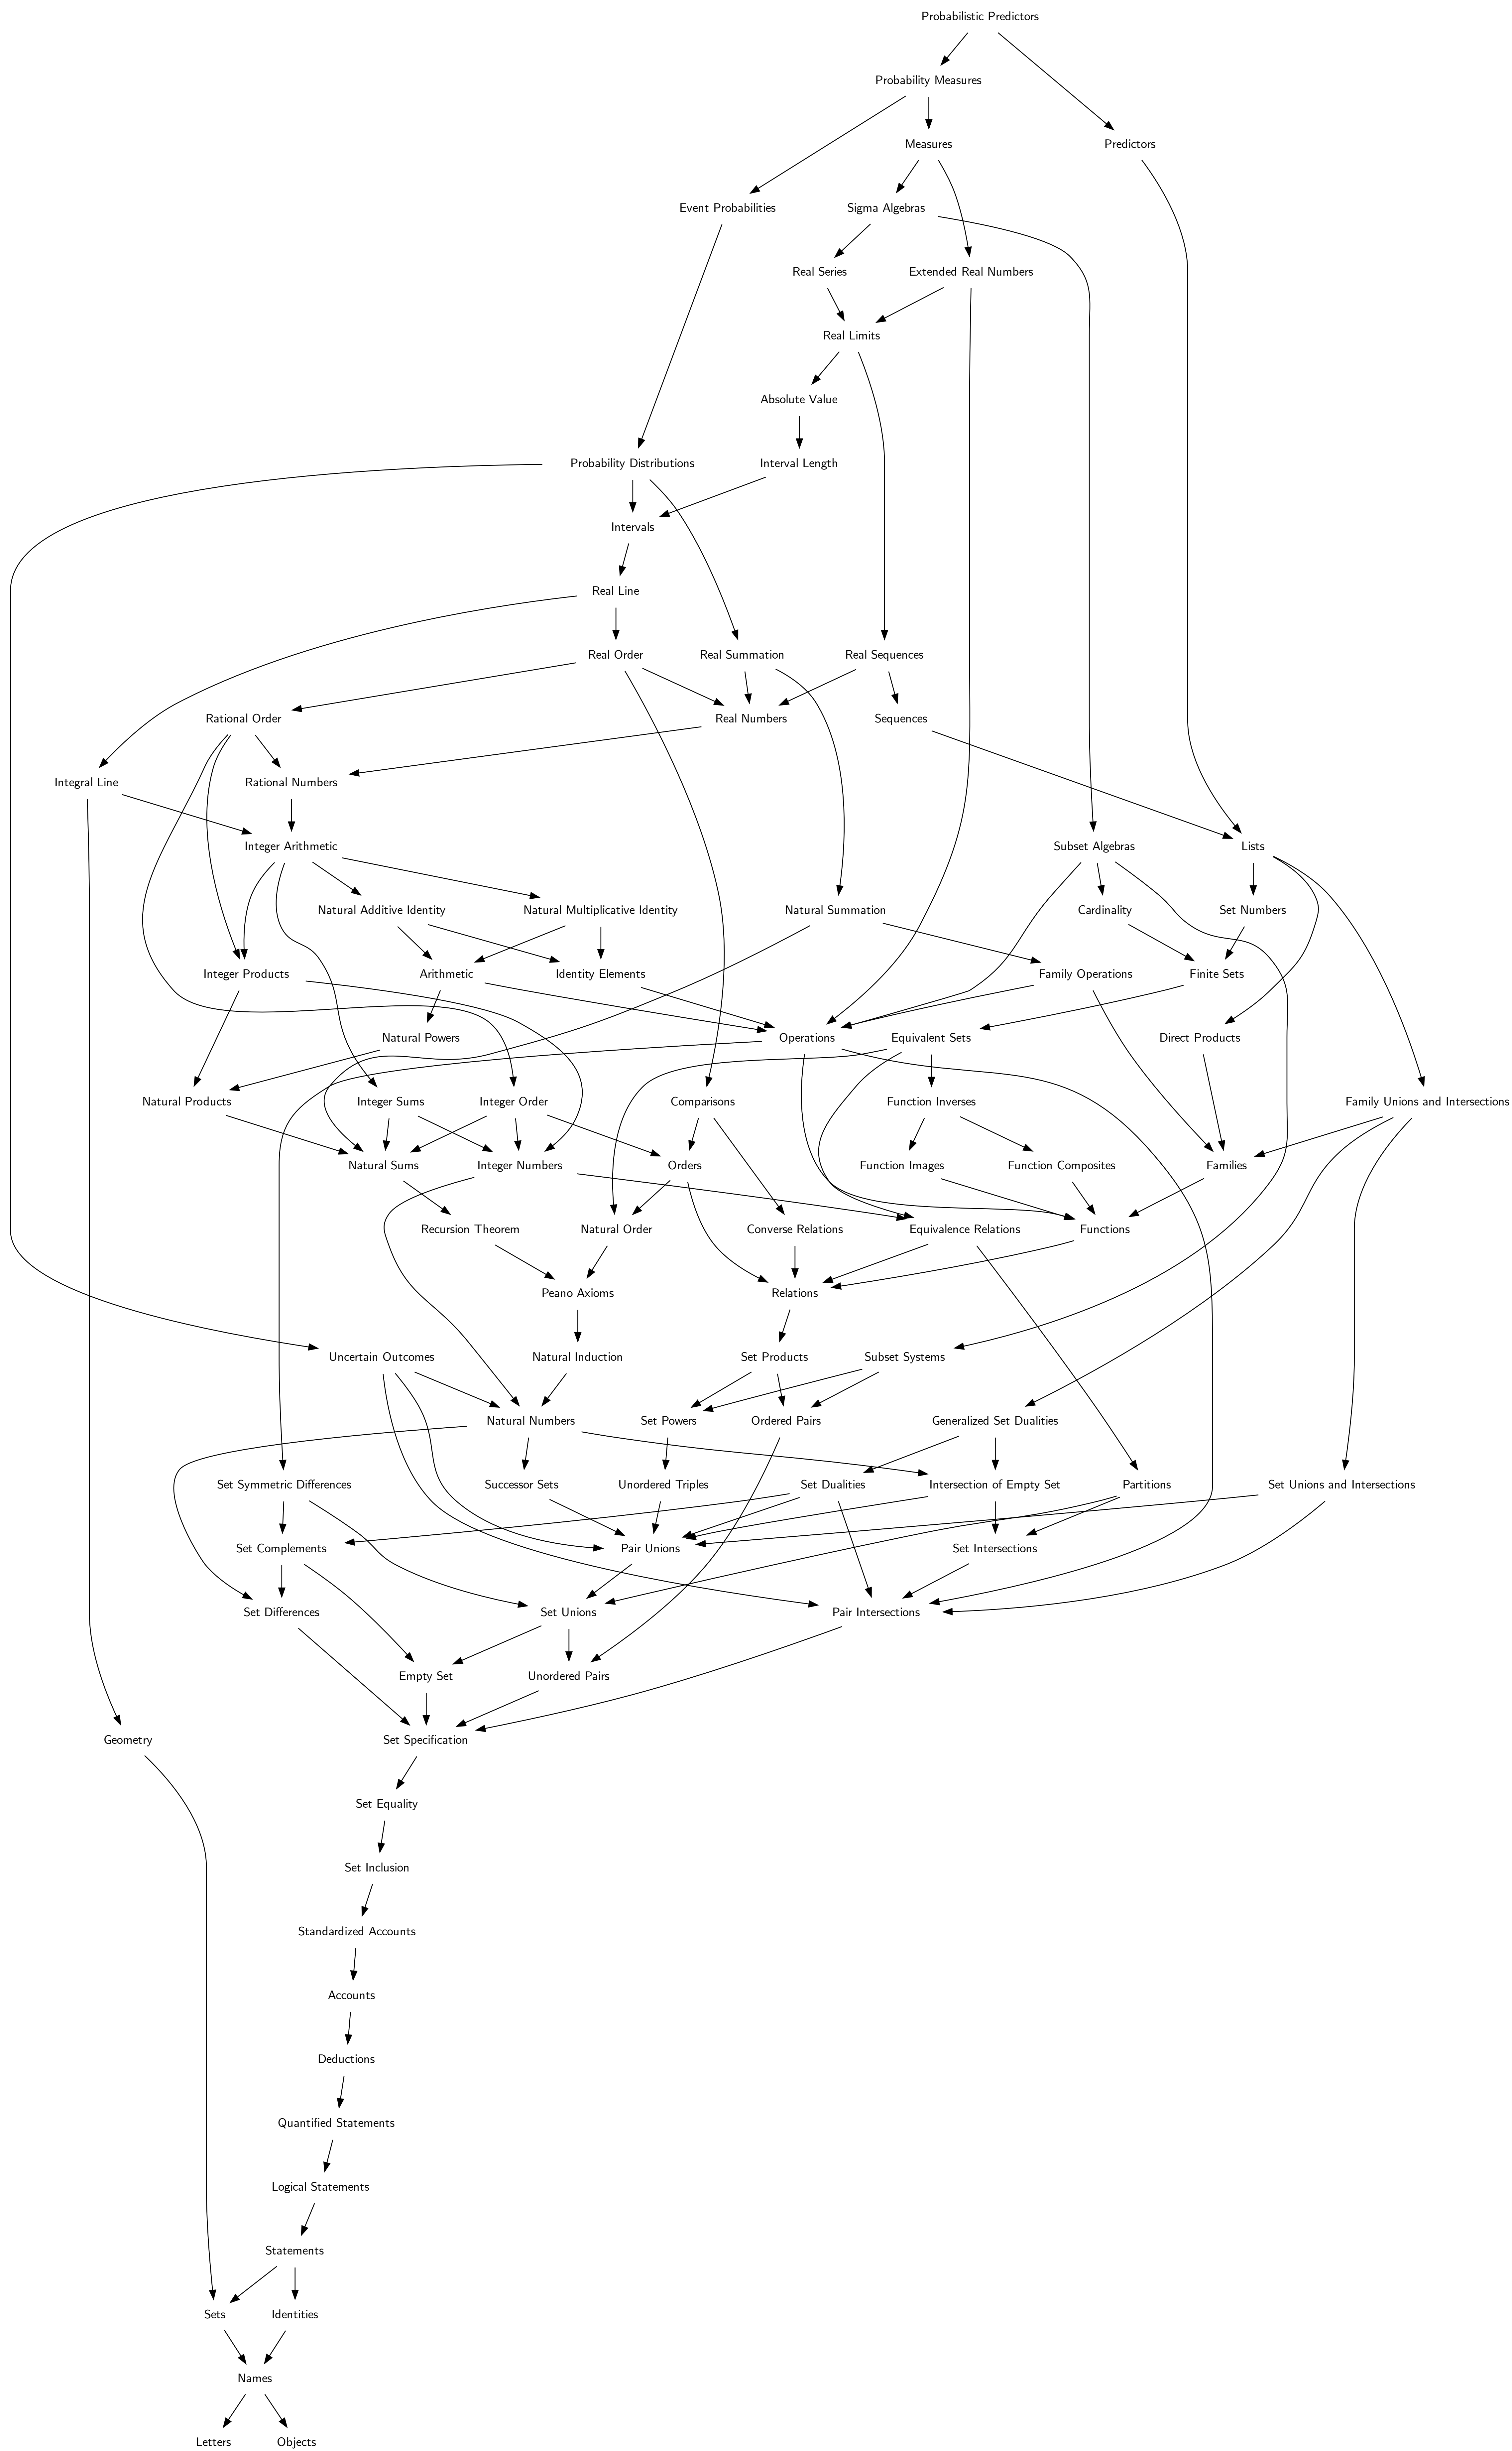 Probabilistic Predictors
Probability Measures
Measures
Predictors
Event Probabilities
Sigma Algebras
Real Series
Extended Real Numbers
Real Limits
Absolute Value
Probability Distributions
Interval Length
Intervals
Real Line
Real Order
Real Summation
Real Sequences
Rational Order
Real Numbers
Sequences
Integral Line
Rational Numbers
Integer Arithmetic
Subset Algebras
Lists
Natural Additive Identity
Natural Multiplicative Identity
Natural Summation
Cardinality
Set Numbers
Integer Products
Arithmetic
Identity Elements
Family Operations
Finite Sets
Natural Powers
Operations
Equivalent Sets
Direct Products
Natural Products
Integer Sums
Integer Order
Comparisons
Function Inverses
Family Unions and Intersections
Natural Sums
Integer Numbers
Orders
Function Images
Function Composites
Families
Recursion Theorem
Natural Order
Converse Relations
Equivalence Relations
Functions
Peano Axioms
Relations
Uncertain Outcomes
Natural Induction
Set Products
Subset Systems
Natural Numbers
Set Powers
Ordered Pairs
Generalized Set Dualities
Set Symmetric Differences
Successor Sets
Unordered Triples
Set Dualities
Intersection of Empty Set
Partitions
Set Unions and Intersections
Set Complements
Pair Unions
Set Intersections
Set Differences
Set Unions
Pair Intersections
Empty Set
Unordered Pairs
Geometry
Set Specification
Set Equality
Set Inclusion
Standardized Accounts
Accounts
Deductions
Quantified Statements
Logical Statements
Statements
Sets
Identities
Names
Letters
Objects